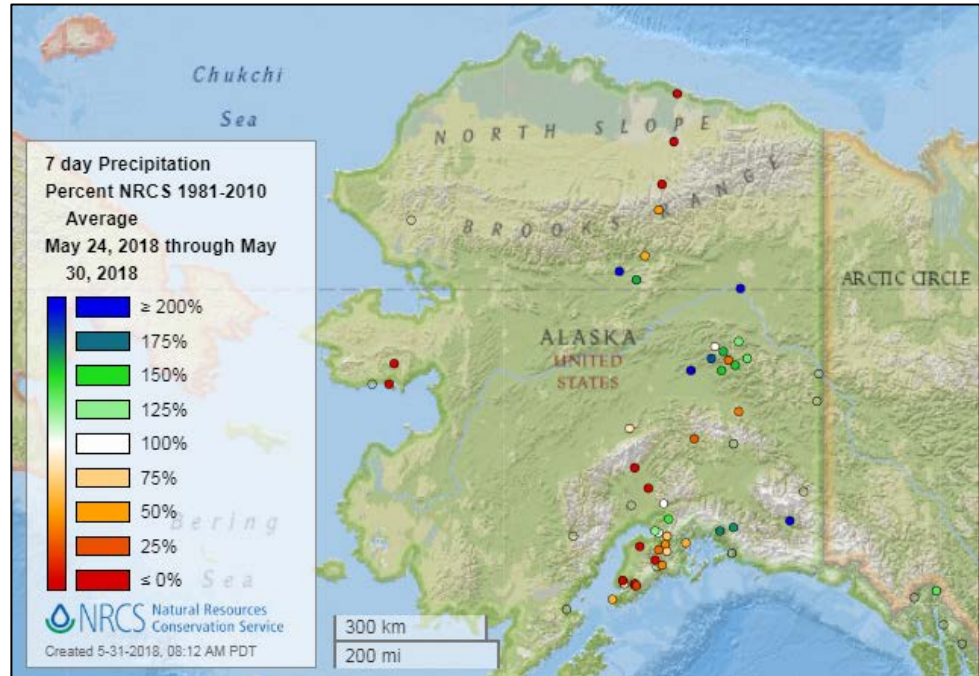 Chukchi
Sea
NORTH SLOPE
BROOKS RANGE
7 day Precipitation
Percent NRCS 1981-2010
Average
May 24, 2018 through May
30, 2018
≥ 200%
175%
150%
125%
100%
75%
50%
25%
≤ 0%
ARCTIC CIRCLE
ALASKA
UNITED
STATES
Bering
Sea
NRCS Natural Resources
Conservation Service
Created 5-31-2018, 08:12 AM PDT
300 km
200 mi